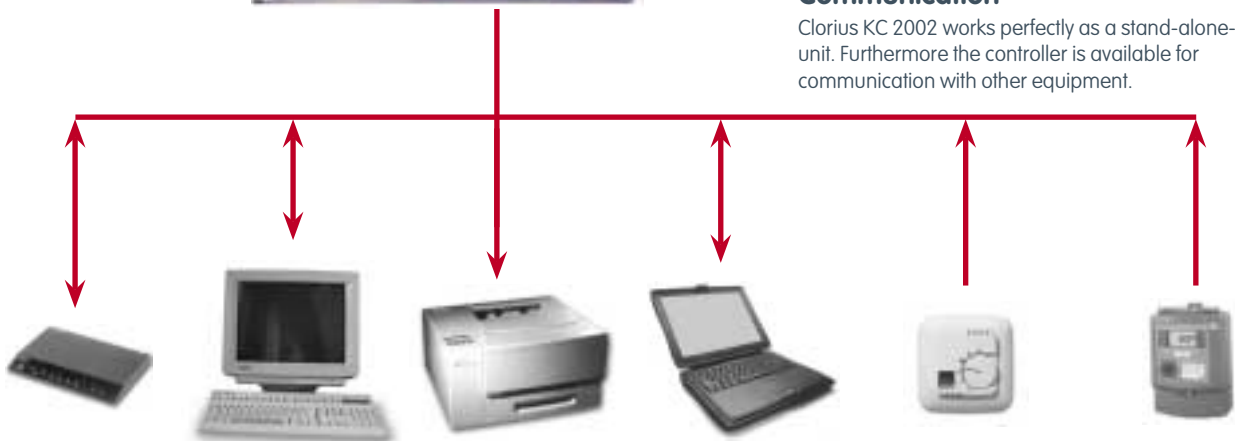 Communication
Clorius KC 2002 works perfectly as a stand-alone-
unit. Furthermore the controller is available for
communication with other equipment.